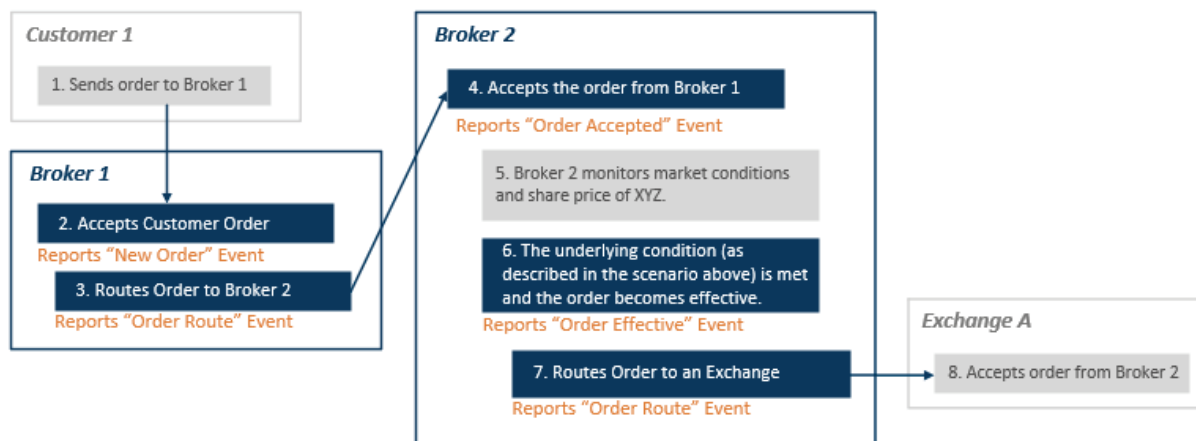 Customer 1
1. Sends order to Broker 1
Broker 1
2. Accepts Customer Order
Reports “New Order” Event
3. Routes Order to Broker 2
Reports “Order Route” Event
Broker 2
4. Accepts the order from Broker 1
Reports “Order Accepted” Event
5. Broker 2 monitors market conditions
and share price of XYZ.
6. The underlying condition (as
described in the scenario above) is met
and the order becomes effective.
Reports “Order Effective” Event
7. Routes Order to an Exchange
Reports “Order Route” Event
Exchange A
8. Accepts order from Broker 2